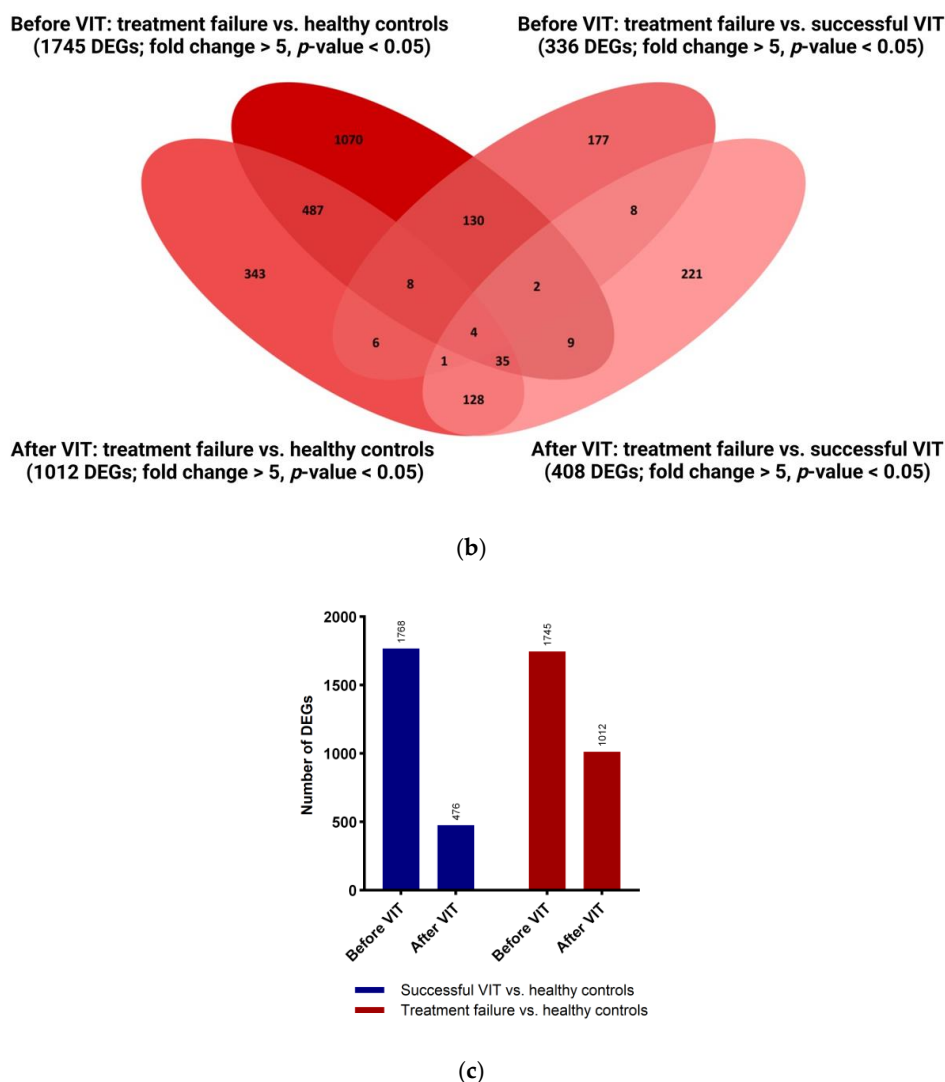 Before VIT: treatment failure vs. healthy controls
(1745 DEGs; fold change > 5, p-value < 0.05)
Before VIT: treatment failure vs. successful VIT
(336 DEGs; fold change > 5, p-value < 0.05)
1070
177
487
130
8
343
8
2
221
6
4
9
1
35
128
After VIT: treatment failure vs. healthy controls
(1012 DEGs; fold change > 5, p-value < 0.05)
After VIT: treatment failure vs. successful VIT
(408 DEGs; fold change > 5, p-value < 0.05)
(b)
Number of DEGs
2000
1500
1000
500
0
1768
476
1745
1012
Before VIT
After VIT
Before VIT
After VIT
Successful VIT vs. healthy controls
Treatment failure vs. healthy controls
(c)